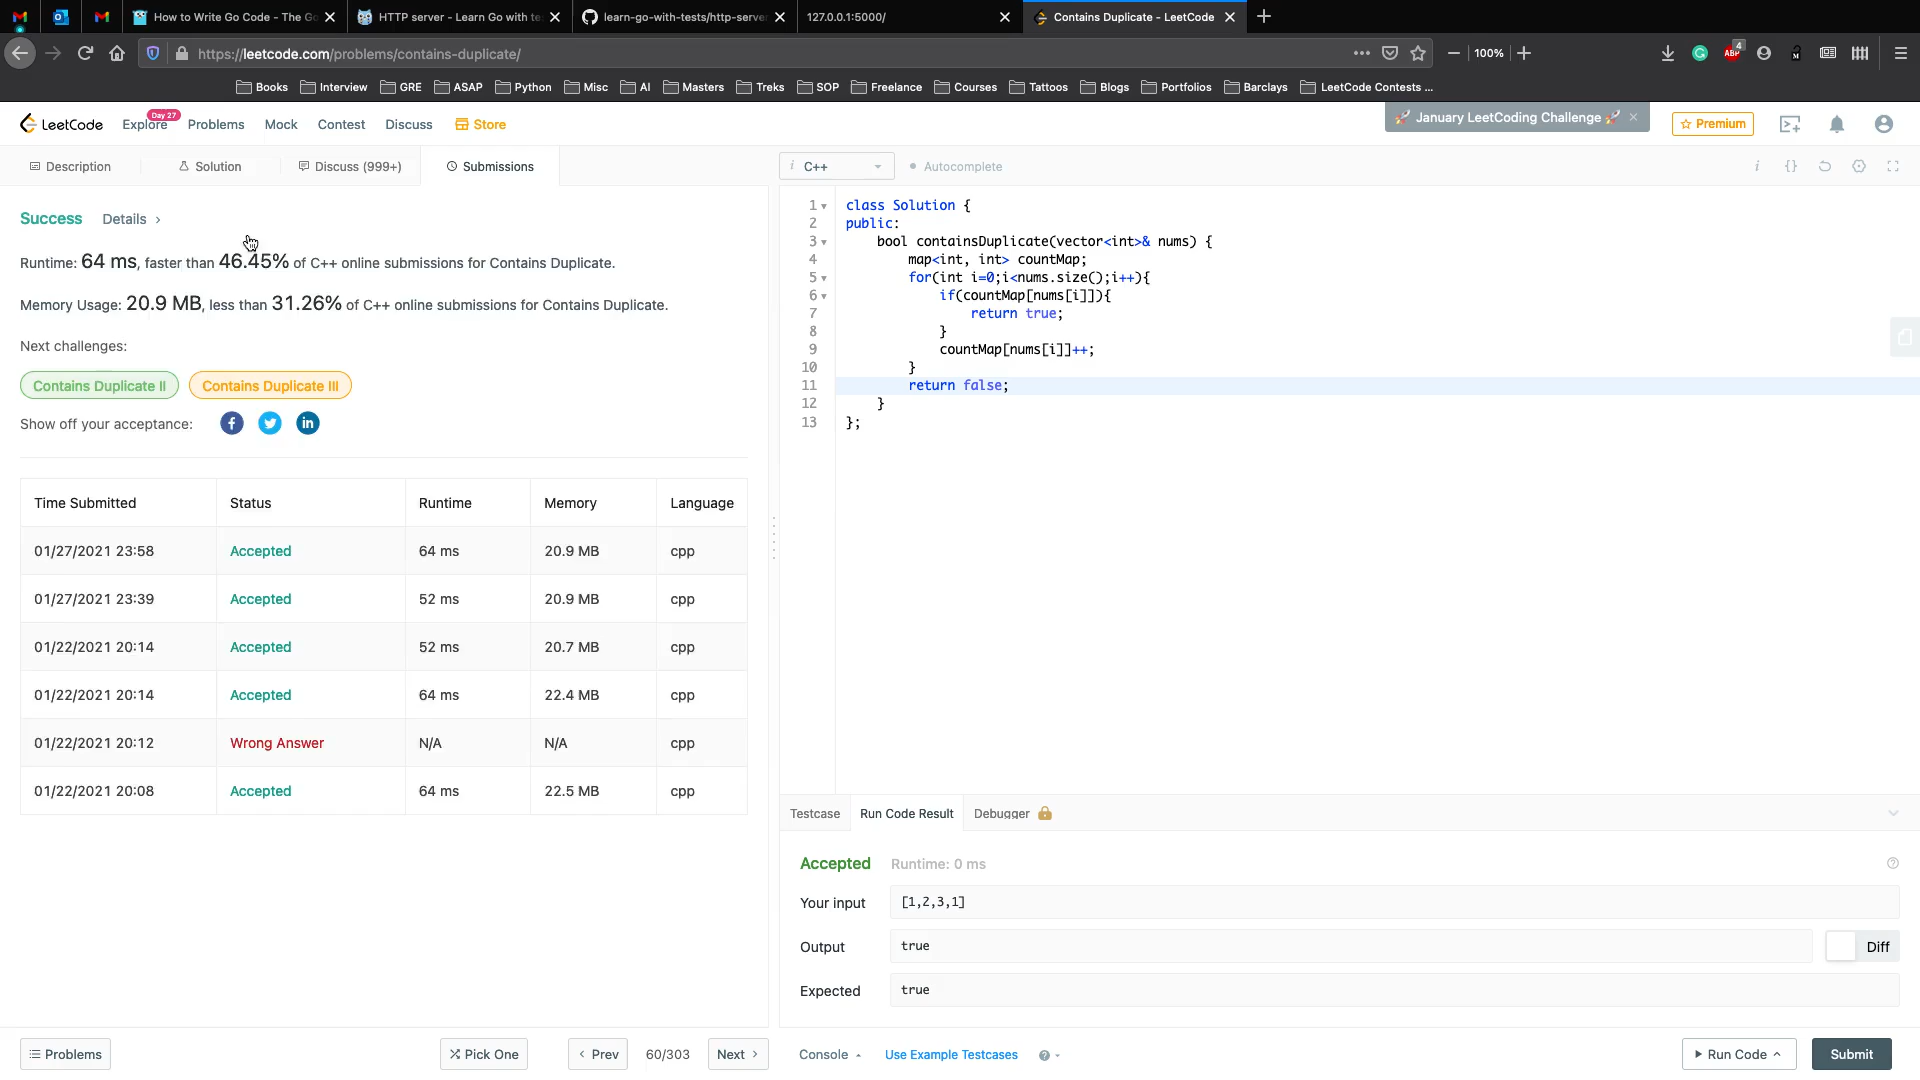 How to Write Go Code - The Go
HTTP server - Learn Go with te
learn-go-with-tests/http-server
127.0.0.1:5000/
Contains Duplicate - LeetCode
https://leetcode.com/problems/contains-duplicate/
100%
ABP
4
Books
Interview
GRE
ASAP
Python
Misc
AI
Masters
Treks
SOP
Freelance
Courses
Tattoos
Blogs
Portfolios
Barclays
LeetCode Contests ...
LeetCode
Explore
Day 27
Problems
Mock
Contest
Discuss
Store
🚀 January LeetCoding Challenge 🚀 ×
Premium
Description
Solution
Discuss (999+)
Submissions
i C++
Autocomplete
Success
Details >
Runtime: 64 ms, faster than 46.45% of C++ online submissions for Contains Duplicate.
Memory Usage: 20.9 MB, less than 31.26% of C++ online submissions for Contains Duplicate.
Next challenges:
Contains Duplicate II
Contains Duplicate III
Show off your acceptance:
Time Submitted Status Runtime Memory Language
01/27/2021 23:58 Accepted 64 ms 20.9 MB cpp
01/27/2021 23:39 Accepted 52 ms 20.9 MB cpp
01/22/2021 20:14 Accepted 52 ms 20.7 MB cpp
01/22/2021 20:14 Accepted 64 ms 22.4 MB cpp
01/22/2021 20:12 Wrong Answer N/A N/A cpp
01/22/2021 20:08 Accepted 64 ms 22.5 MB cpp
1 class Solution {
2 public:
3 bool containsDuplicate(vector<int>& nums) {
4 map<int, int> countMap;
5 for(int i=0;i<nums.size();i++){
6 if(countMap[nums[i]]){
7 return true;
8 }
9 countMap[nums[i]]++;
10 }
11 return false;
12 }
13 };
Testcase
Run Code Result
Debugger
Accepted Runtime: 0 ms
Your input [1,2,3,1]
Output true
Diff
Expected true
Problems
Pick One
< Prev
60/303
Next >
Console
Use Example Testcases
Run Code
Submit